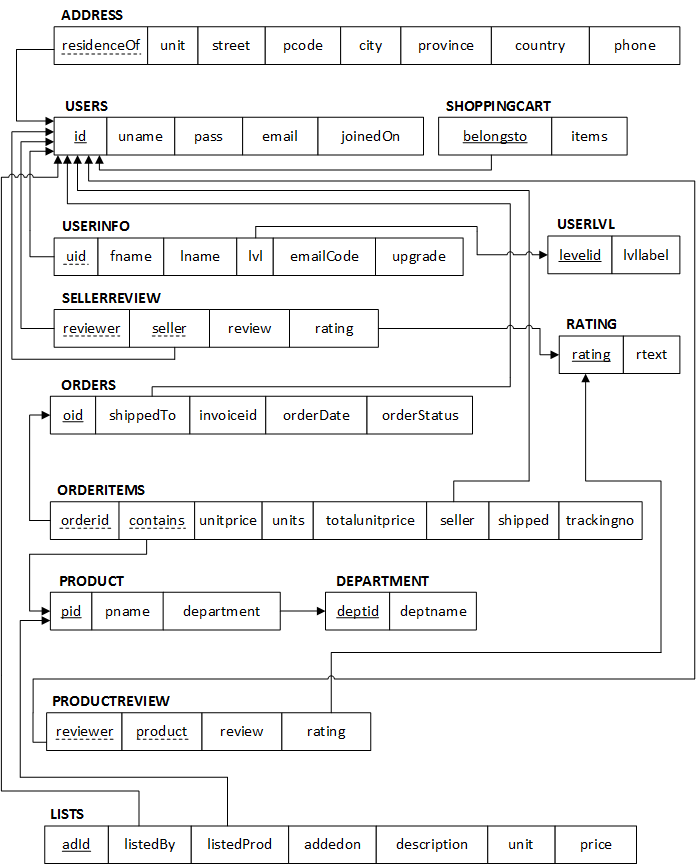 ADDRESS
residenceOf unit street pcode city province country phone
USERS SHOPPINGCART
id uname pass email joinedOn belongsto items
USERINFO USERLVL
uid fname lname lvl emailCode upgrade levelid lvllabel
SELLERREVIEW RATING
reviewer seller review rating rating rtext
ORDERS
oid shippedTo invoiceid orderDate orderStatus
ORDERITEMS
orderid contains unitprice units totalunitprice seller shipped trackingno
PRODUCT DEPARTMENT
pid pname department deptid deptname
PRODUCTREVIEW
reviewer product review rating
LISTS
adId listedBy listedProd addedon description unit price